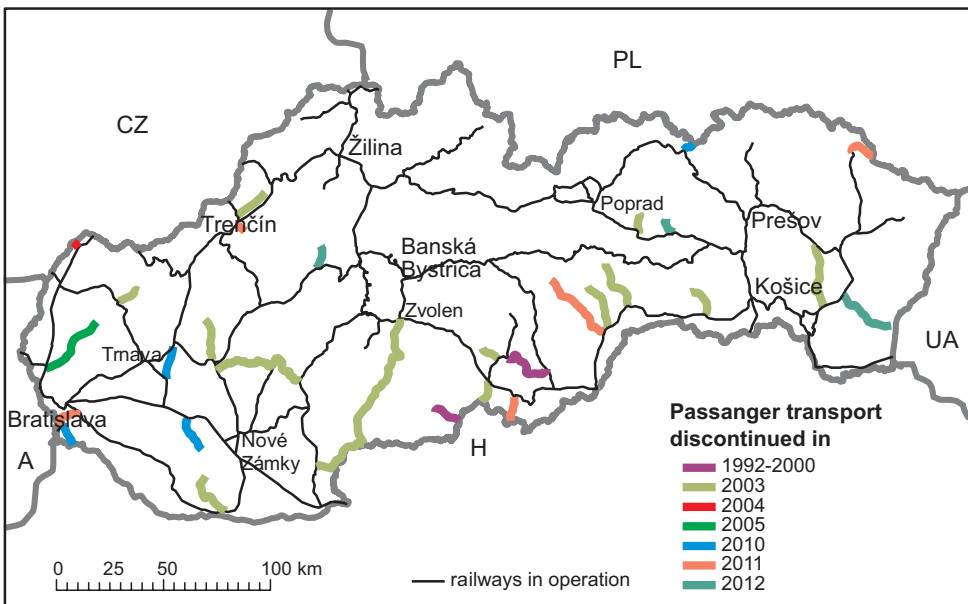 PL
CZ
Žilina
Trenčín
Poprad
Prešov
Banská
Bystrica
Košice
Zvolen
UA
Trnava
Bratislava
Nové
Zámky
A
H
Passanger transport
discontinued in
1992-2000
2003
2004
2005
2010
2011
2012
0 25 50 100 km
railways in operation